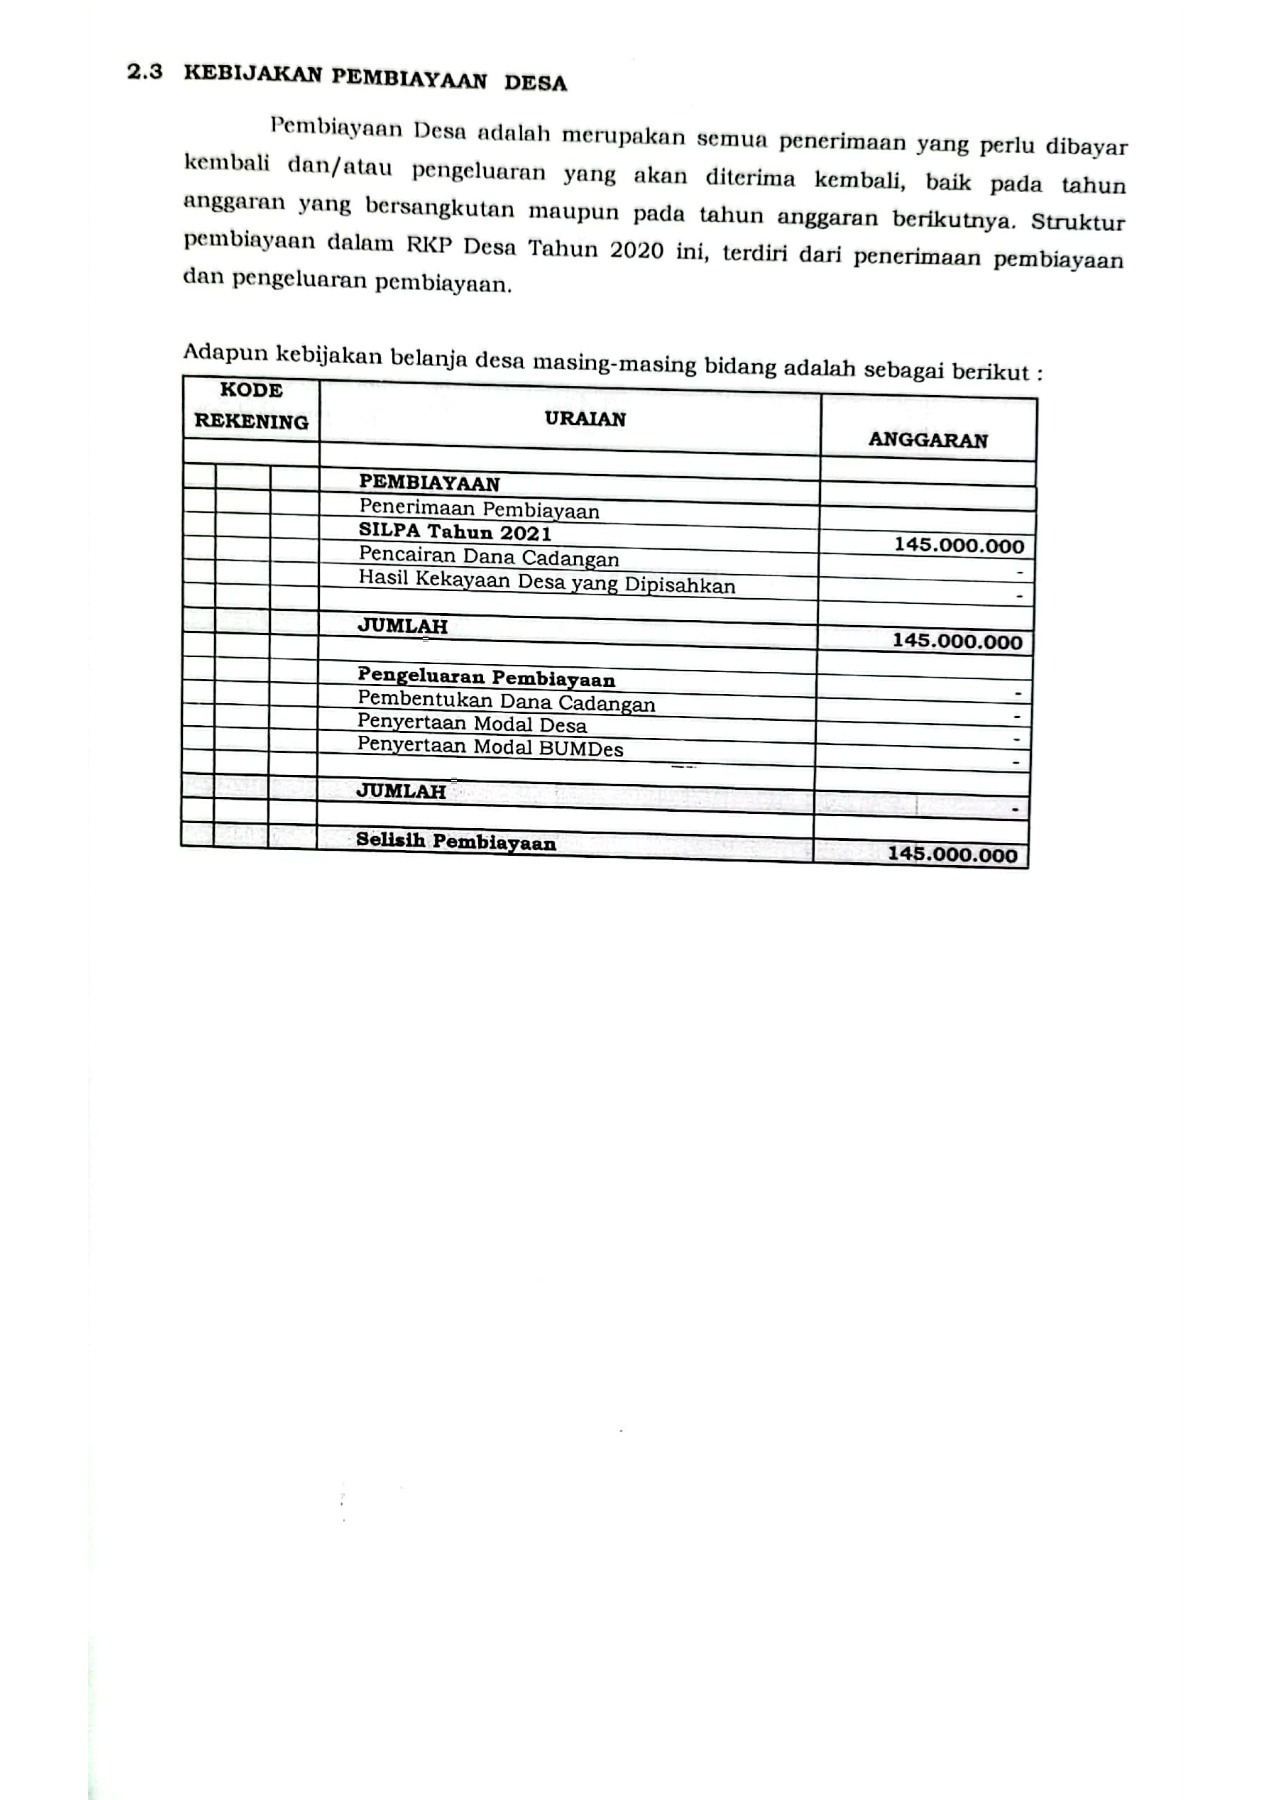 2.3 KEBIJAKAN PEMBIAYAAN DESA
Pembiayaan Desa adalah merupakan semua penerimaan yang perlu dibayar
kembali dan/atau pengeluaran yang akan diterima kembali, baik pada tahun
anggaran yang bersangkutan maupun pada tahun anggaran berikutnya. Struktur
pembiayaan dalam RKP Desa Tahun 2020 ini, terdiri dari penerimaan pembiayaan
dan pengeluaran pembiayaan.
Adapun kebijakan belanja desa masing-masing bidang adalah sebagai berikut :
KODE
REKENING
URAIAN
ANGGARAN
PEMBIAYAAN
Penerimaan Pembiayaan
SILPA Tahun 2021 145.000.000
Pencairan Dana Cadangan -
Hasil Kekayaan Desa yang Dipisahkan -
JUMLAH 145.000.000
Pengeluaran Pembiayaan -
Pembentukan Dana Cadangan -
Penyertaan Modal Desa -
Penyertaan Modal BUMDes -
JUMLAH -
Selisih Pembiayaan 145.000.000